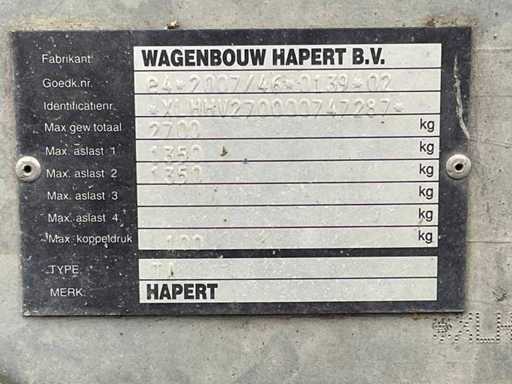 Fabrikant WAGENBOUW HAPERT B.V.
Goedk.nr. e4*2007/46*0139*02
Identificatienr. *XLHHV270000747287*
Max gew.totaal 2700 kg
Max. aslast 1 1350 kg
Max. aslast 2 1350 kg
Max. aslast 3 kg
Max. aslast 4 kg
Max. koppeldruk 100 kg
TYPE
MERK HAPERT
*XLH